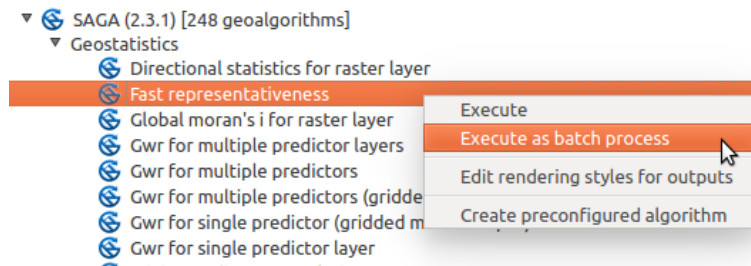 SAGA (2.3.1) [248 geoalgorithms]
Geostatistics
Directional statistics for raster layer
Fast representativeness
Global moran's i for raster layer
Gwr for multiple predictor layers
Gwr for multiple predictors
Gwr for multiple predictors (gridde
Gwr for single predictor (gridded m
Gwr for single predictor layer
Execute
Execute as batch process
Edit rendering styles for outputs
Create preconfigured algorithm